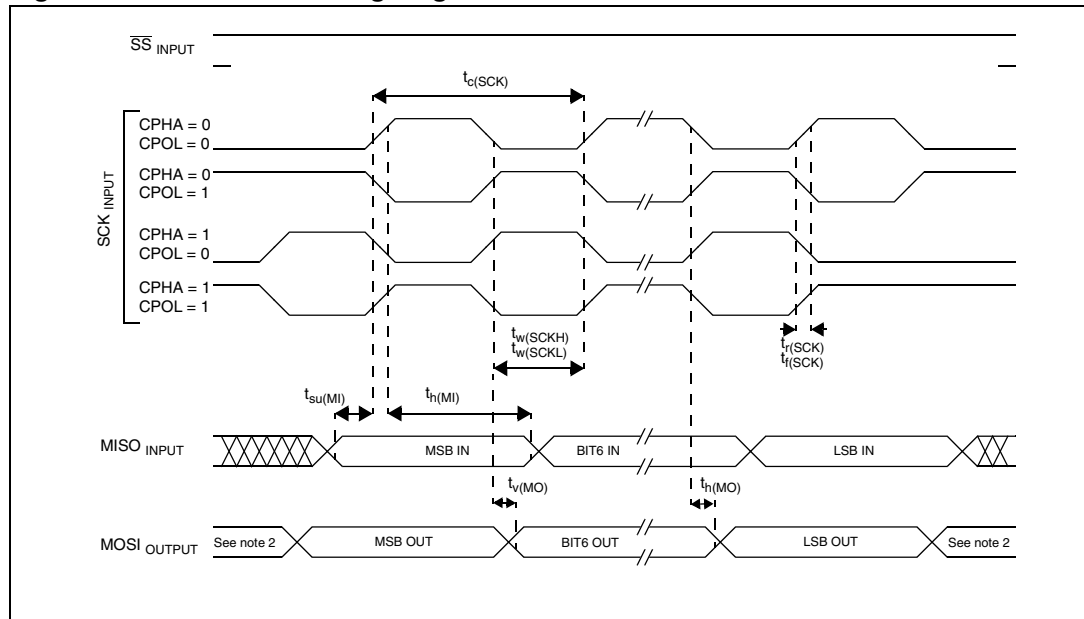 SS INPUT
tc(SCK)
SCK INPUT
CPHA = 0
CPOL = 0
CPHA = 0
CPOL = 1
CPHA = 1
CPOL = 0
CPHA = 1
CPOL = 1
tw(SCKH)
tw(SCKL)
tr(SCK)
tf(SCK)
tsu(MI)
th(MI)
MISO INPUT
MSB IN
BIT6 IN
LSB IN
tv(MO)
th(MO)
MOSI OUTPUT
See note 2
MSB OUT
BIT6 OUT
LSB OUT
See note 2